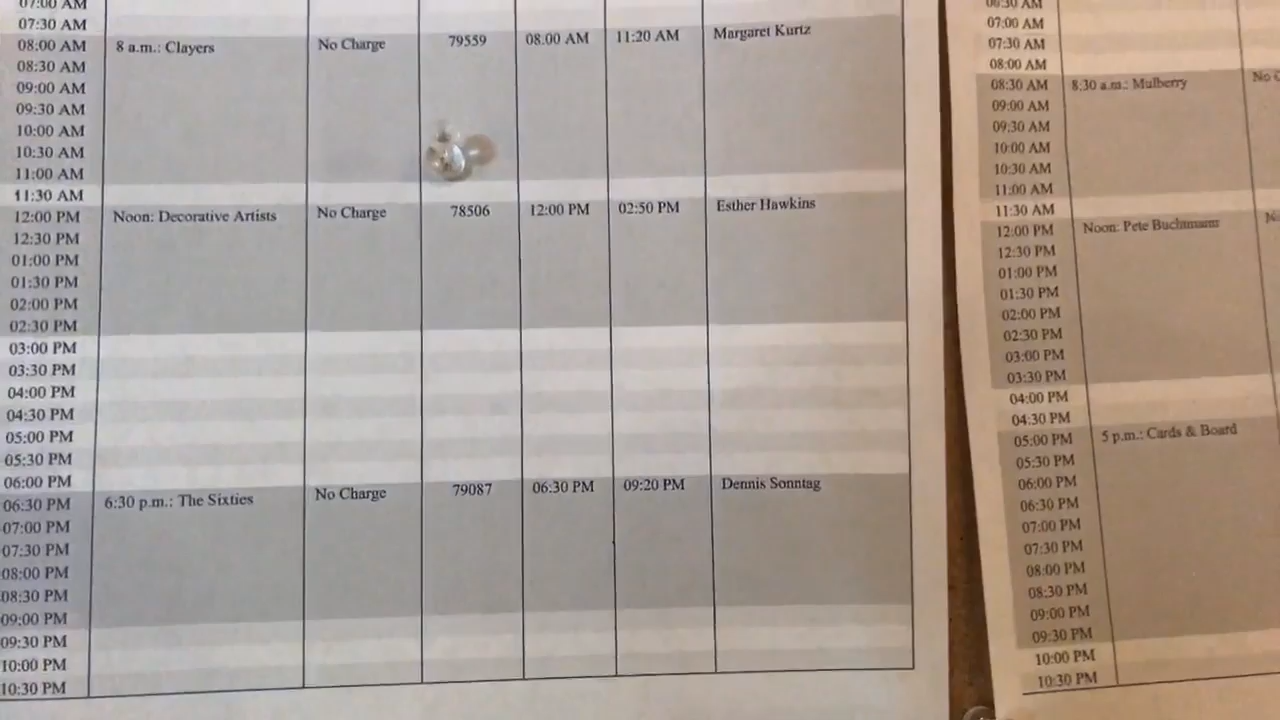 07:00 AM
07:30 AM
08:00 AM 8 a.m.: Clayers No Charge 79559 08:00 AM 11:20 AM Margaret Kurtz
08:30 AM
09:00 AM
09:30 AM
10:00 AM
10:30 AM
11:00 AM
11:30 AM
12:00 PM Noon: Decorative Artists No Charge 78506 12:00 PM 02:50 PM Esther Hawkins
12:30 PM
01:00 PM
01:30 PM
02:00 PM
02:30 PM
03:00 PM
03:30 PM
04:00 PM
04:30 PM
05:00 PM
05:30 PM
06:00 PM
06:30 PM 6:30 p.m.: The Sixties No Charge 79087 06:30 PM 09:20 PM Dennis Sonntag
07:00 PM
07:30 PM
08:00 PM
08:30 PM
09:00 PM
09:30 PM
10:00 PM
10:30 PM
06:30 AM
07:00 AM
07:30 AM
08:00 AM
08:30 AM 8:30 a.m.: Mulberry No
09:00 AM
09:30 AM
10:00 AM
10:30 AM
11:00 AM
11:30 AM
12:00 PM Noon: Pete Buchmann
12:30 PM
01:00 PM
01:30 PM
02:00 PM
02:30 PM
03:00 PM
03:30 PM
04:00 PM
04:30 PM
05:00 PM 5 p.m.: Cards & Board
05:30 PM
06:00 PM
06:30 PM
07:00 PM
07:30 PM
08:00 PM
08:30 PM
09:00 PM
09:30 PM
10:00 PM
10:30 PM